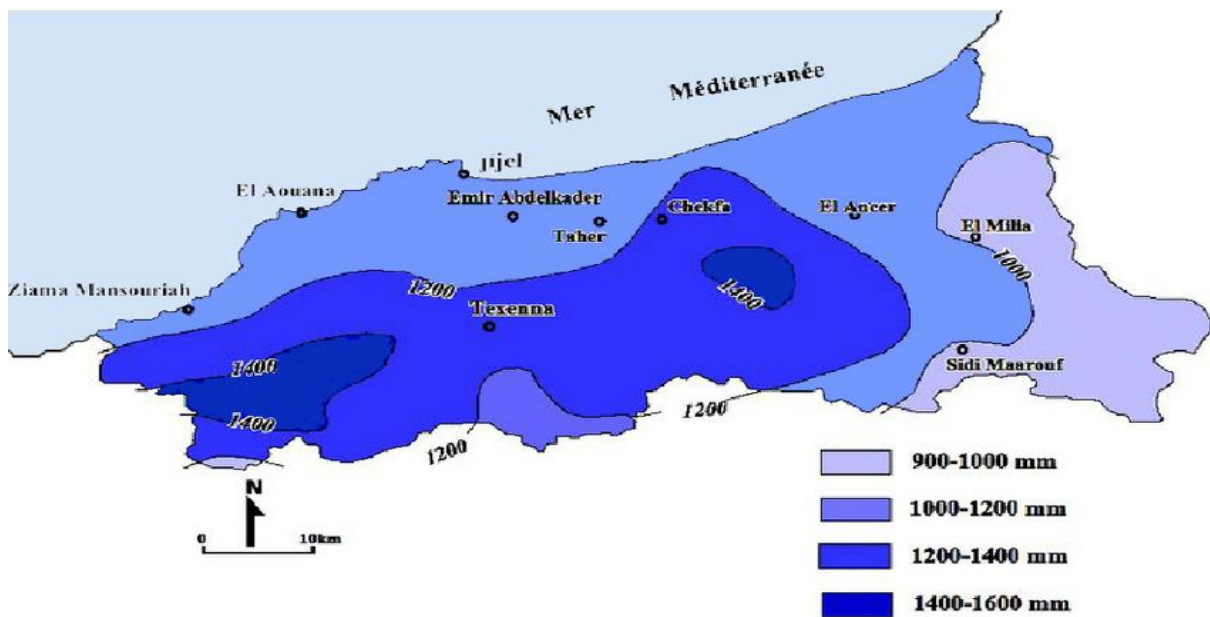 Mer Méditerranée
jijel
El Aouana
Emir Abdelkader
Taher
Chekfa
El Ancer
El Milia
1000
Ziama Mansouriah
1200
1400
Texenna
1400
Sidi Maarouf
1400
1200
1200
N
0 10km
900-1000 mm
1000-1200 mm
1200-1400 mm
1400-1600 mm